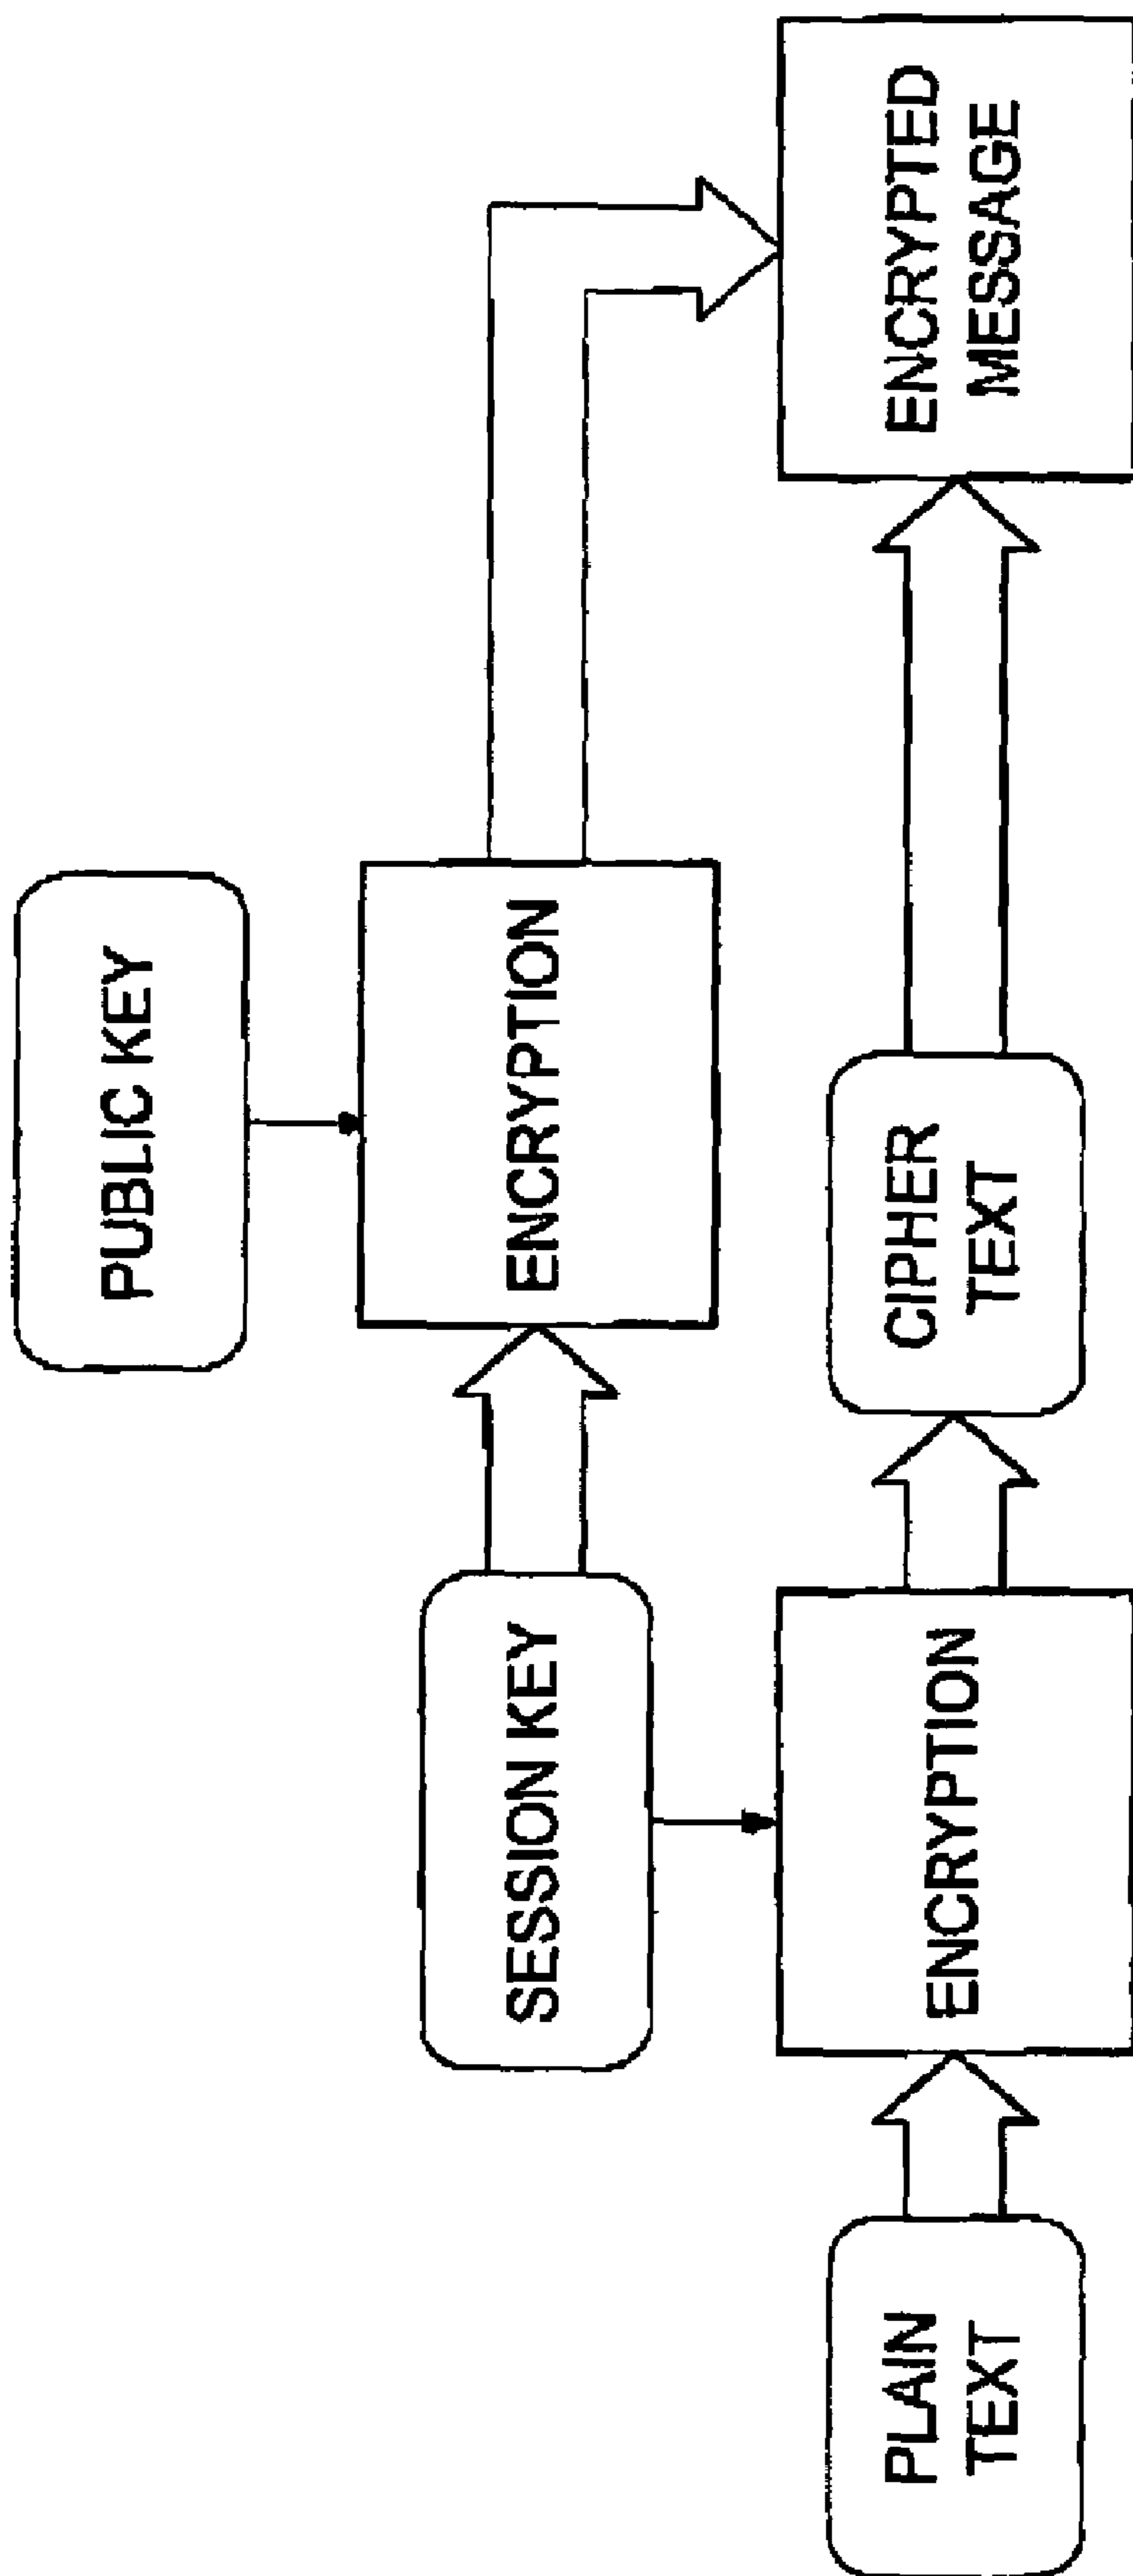 PUBLIC KEY
SESSION KEY
ENCRYPTION
PLAIN
TEXT
ENCRYPTION
CIPHER
TEXT
ENCRYPTED
MESSAGE